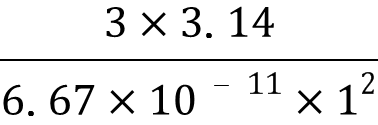 3 × 3. 14
6. 67 × 10 ⁻ ¹¹ × 1²